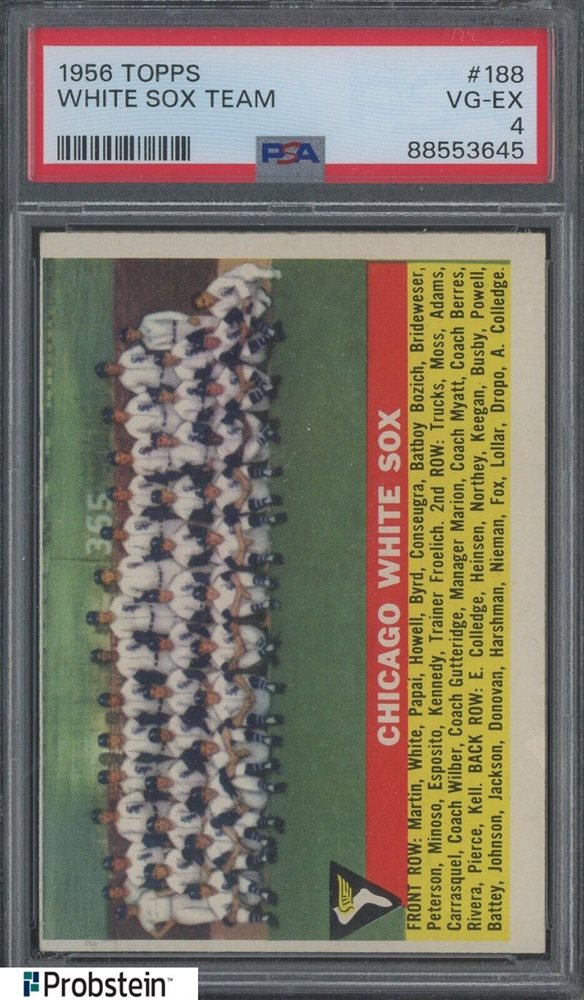 1956 TOPPS #188
WHITE SOX TEAM VG-EX
4
PSA 88553645
355
CHICAGO WHITE SOX
FRONT ROW: Martin, White, Papai, Howell, Byrd, Conseugra, Batboy Bozich, Brideweser,
Peterson, Minoso, Esposito, Kennedy, Trainer Froelich. 2nd ROW: Trucks, Moss, Adams,
Carrasquel, Coach Wilber, Coach Gutteridge, Manager Marion, Coach Myatt, Coach Berres,
Rivera, Pierce, Kell. BACK ROW: E. Colledge, Heinsen, Northey, Keegan, Busby, Powell,
Battey, Johnson, Jackson, Donovan, Harshman, Nieman, Fox, Lollar, Dropo, A. Colledge.
Probstein™